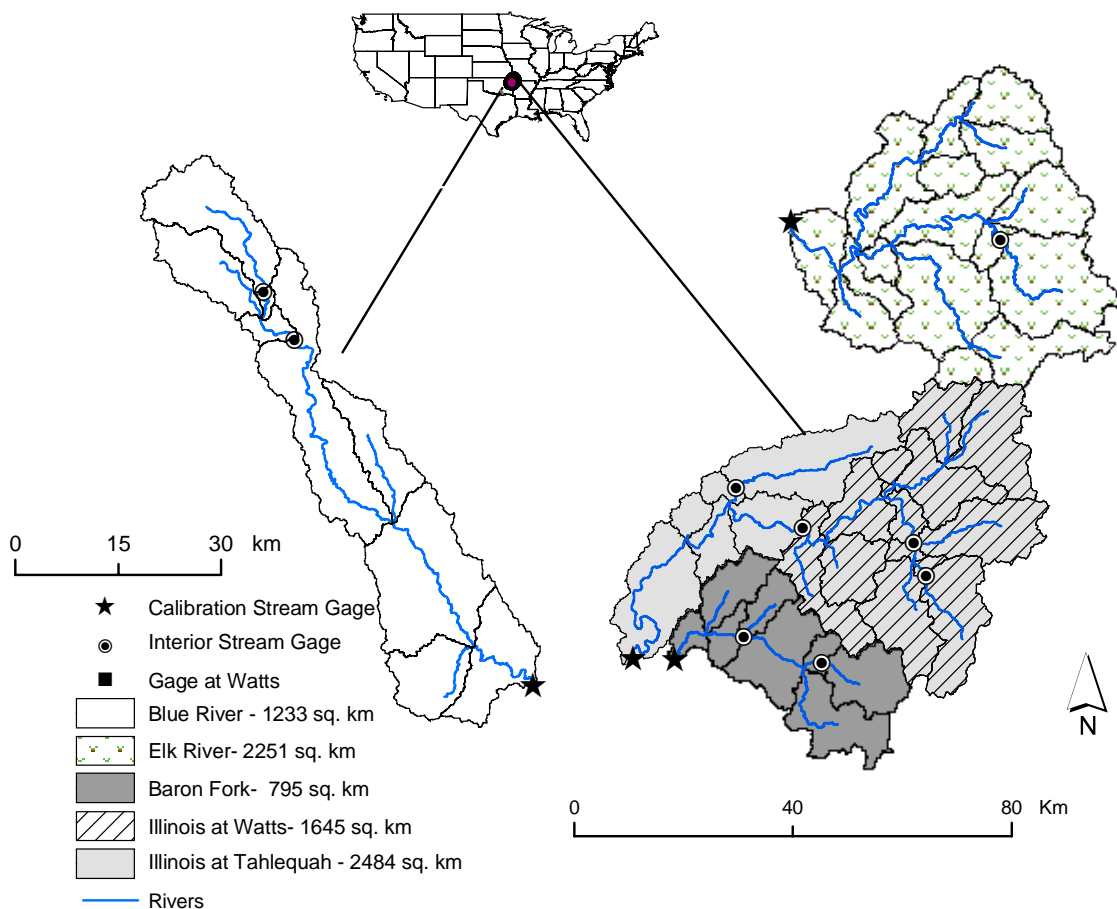 0 15 30 km
Calibration Stream Gage
Interior Stream Gage
Gage at Watts
Blue River - 1233 sq. km
Elk River- 2251 sq. km
Baron Fork- 795 sq. km
Illinois at Watts- 1645 sq. km
Illinois at Tahlequah - 2484 sq. km
Rivers
N
0 40 80 Km